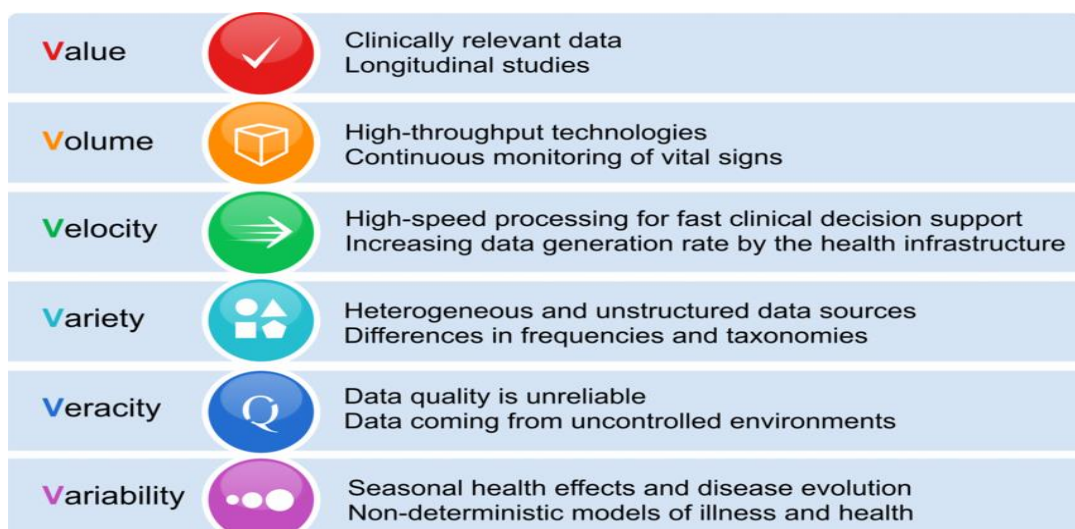 Value
Clinically relevant data
Longitudinal studies
Volume
High-throughput technologies
Continuous monitoring of vital signs
Velocity
High-speed processing for fast clinical decision support
Increasing data generation rate by the health infrastructure
Variety
Heterogeneous and unstructured data sources
Differences in frequencies and taxonomies
Veracity
Q
Data quality is unreliable
Data coming from uncontrolled environments
Variability
Seasonal health effects and disease evolution
Non-deterministic models of illness and health